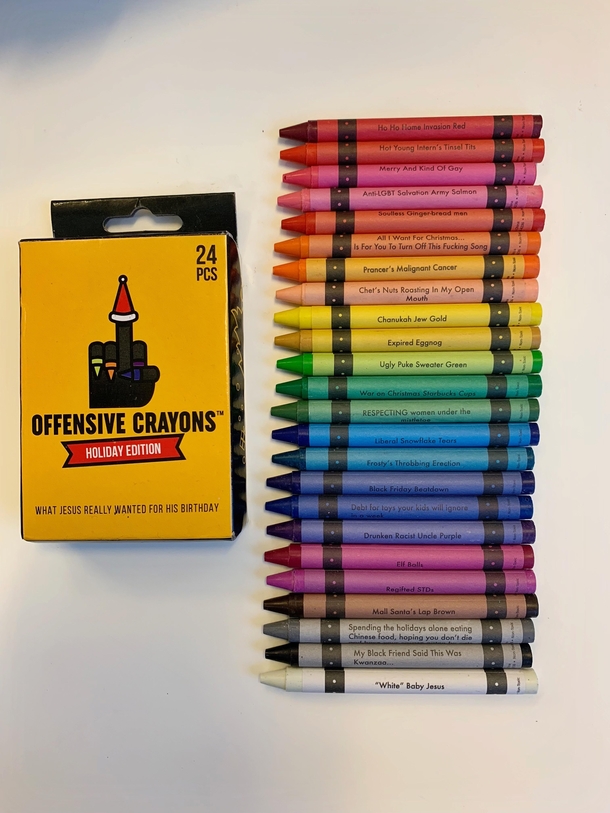 24
PCS
OFFENSIVE CRAYONS™
HOLIDAY EDITION
WHAT JESUS REALLY WANTED FOR HIS BIRTHDAY
Ho Ho Home Invasion Red
Hot Young Intern's Tinsel Tits
Merry And Kind Of Gay
Anti-LGBT Salvation Army Salmon
Soulless Gingerbread men
All I Want For Christmas...
Is For You To Turn Off This Fucking Song
Prancer's Malignant Cancer
Chet's Nuts Roasting In My Open
Mouth
Chanukah Jew Gold
Expired Eggnog
Ugly Puke Sweater Green
War on Christmas Starbucks Cups
RESPECTING women under the
mistletoe
Liberal Snowflake Tears
Frosty's Throbbing Erection
Black Friday Beatdown
Debt for toys your kids will ignore
in a week
Drunken Racist Uncle Purple
Elf Balls
Regifted STDs
Mall Santa's Lap Brown
Spending the holidays alone eating
Chinese food, hoping you don't die
My Black Friend Said This Was
Kwanzaa...
"White" Baby Jesus